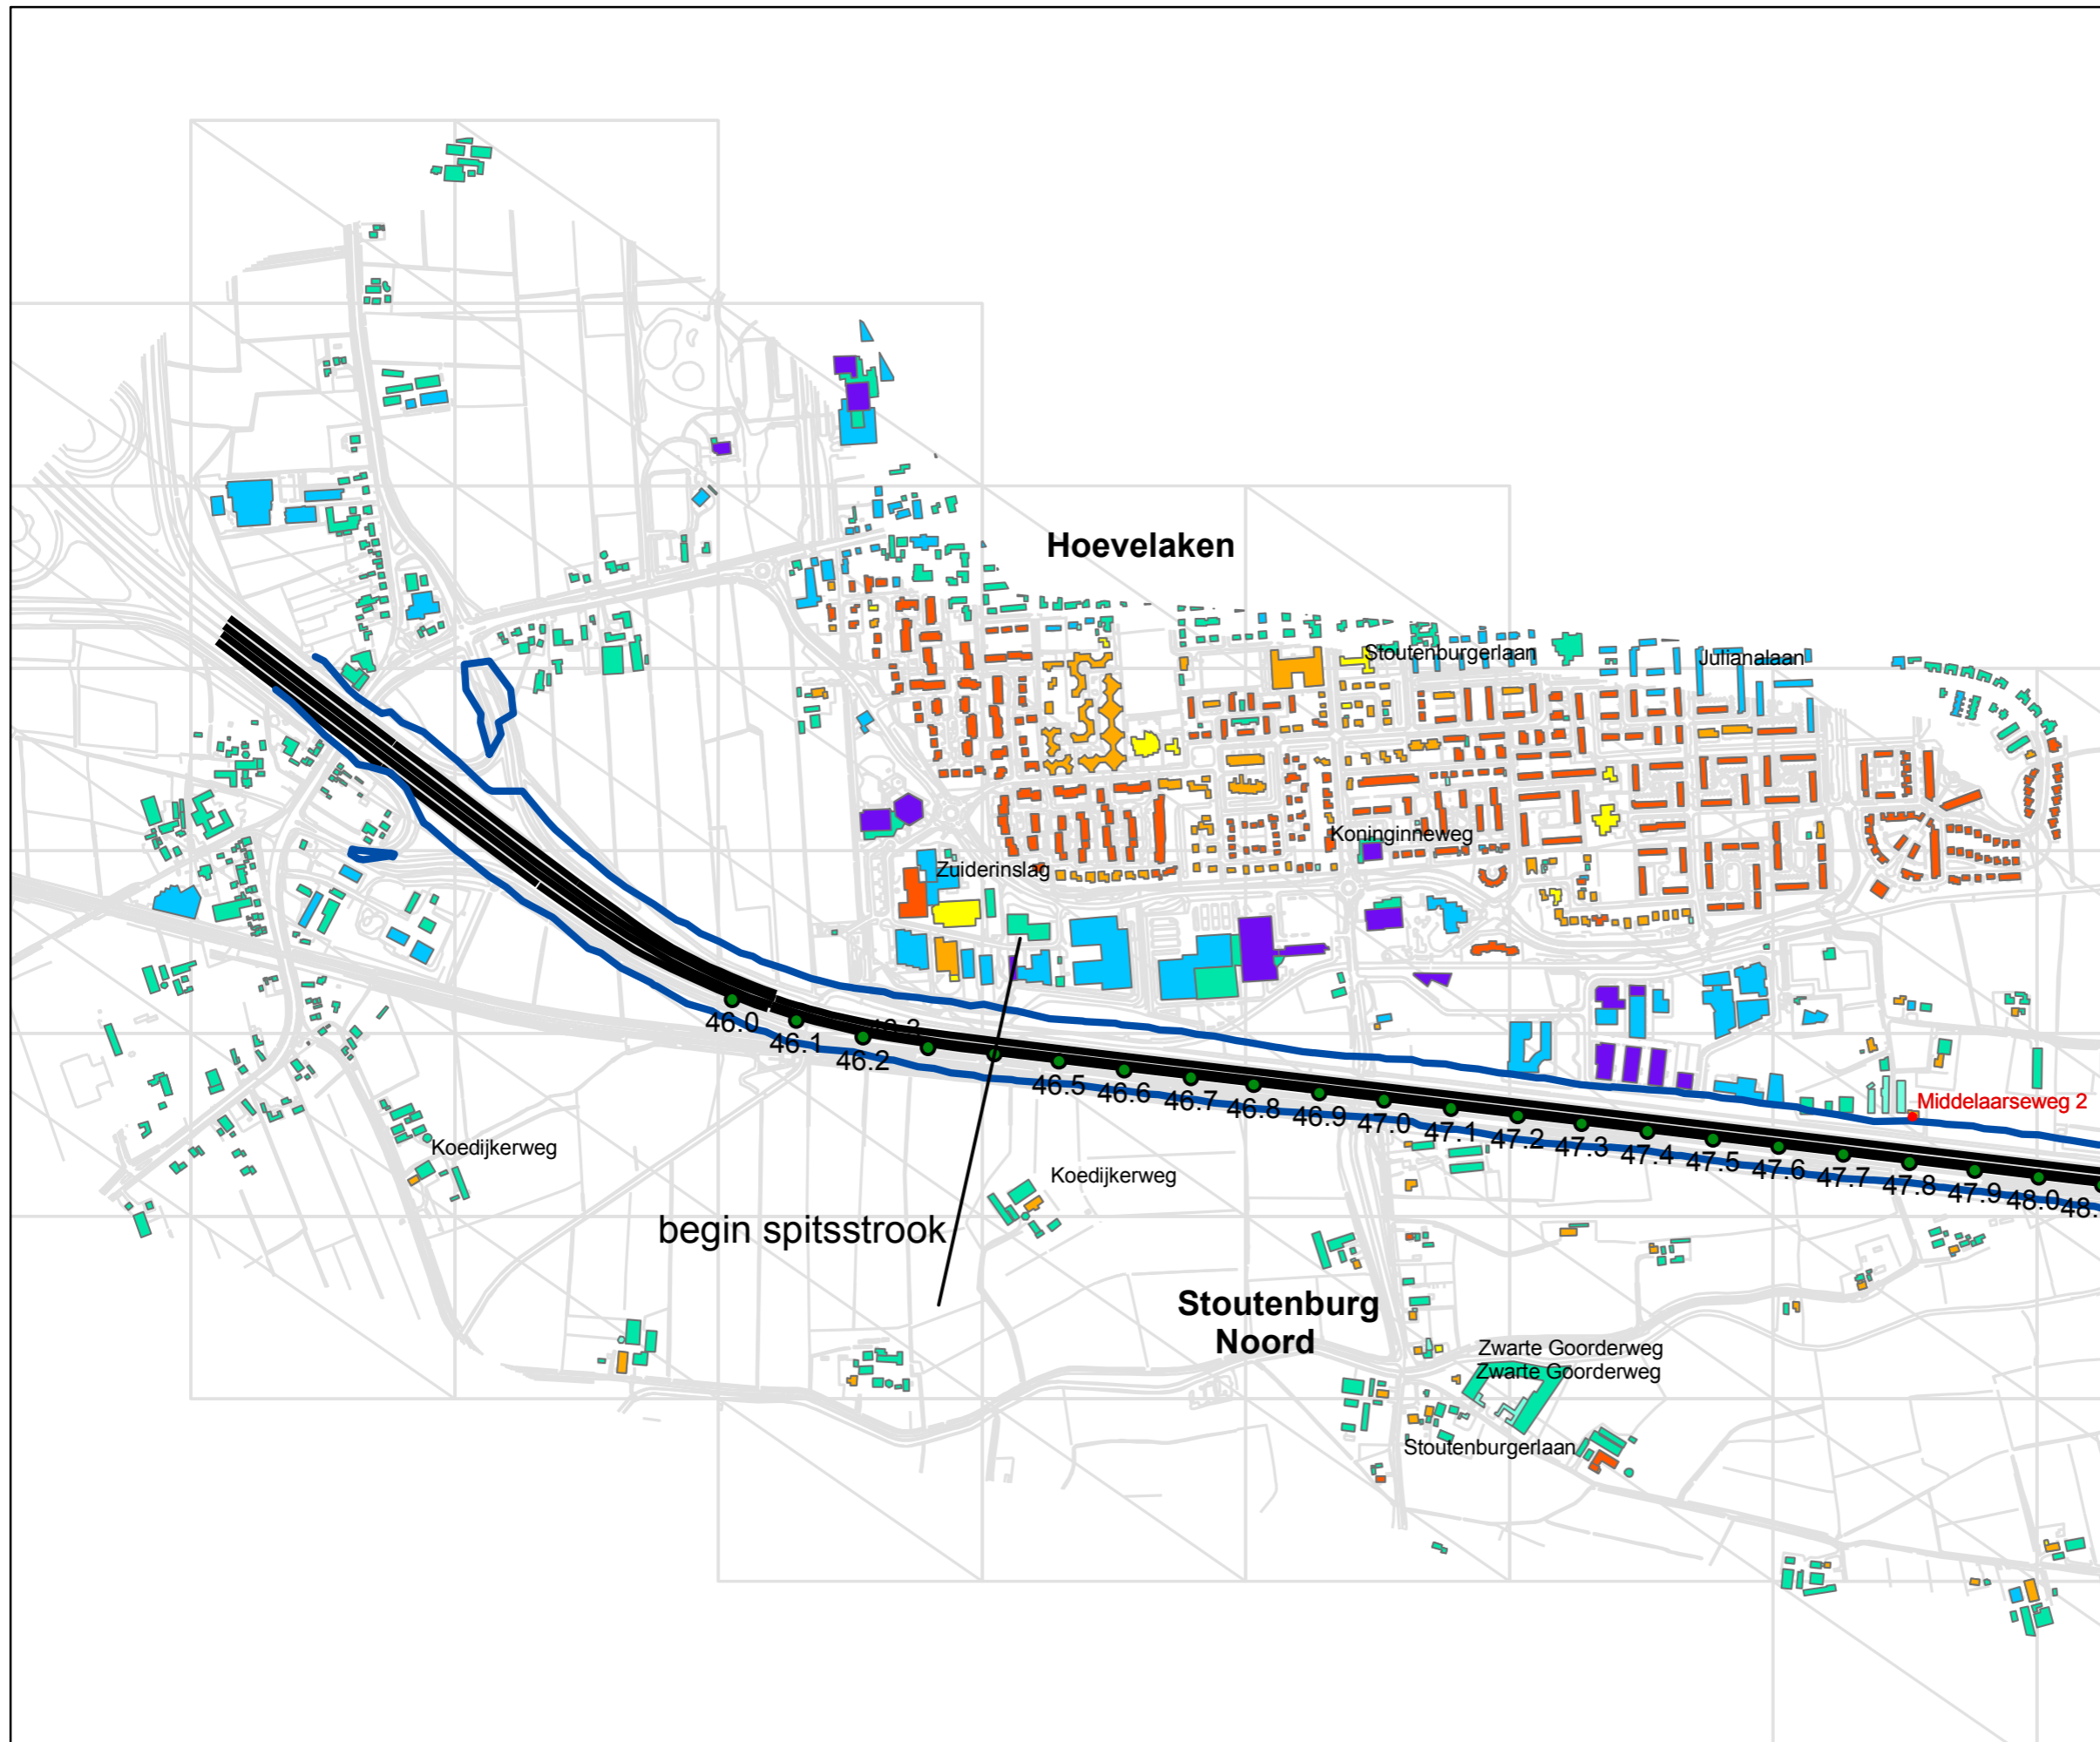 Hoevelaken
Stoutenburgerlaan
Julianalaan
Koninginneweg
Zuiderinslag
46.0
46.1
46.2
46.5
46.6
46.7
46.8
46.9
47.0
47.1
47.2
47.3
47.4
47.5
47.6
47.7
47.8
47.9
48.0
Middelaarseweg 2
Koedijkerweg
Koedijkerweg
begin spitsstrook
Stoutenburg
Noord
Zwarte Goorderweg
Zwarte Goorderweg
Stoutenburgerlaan